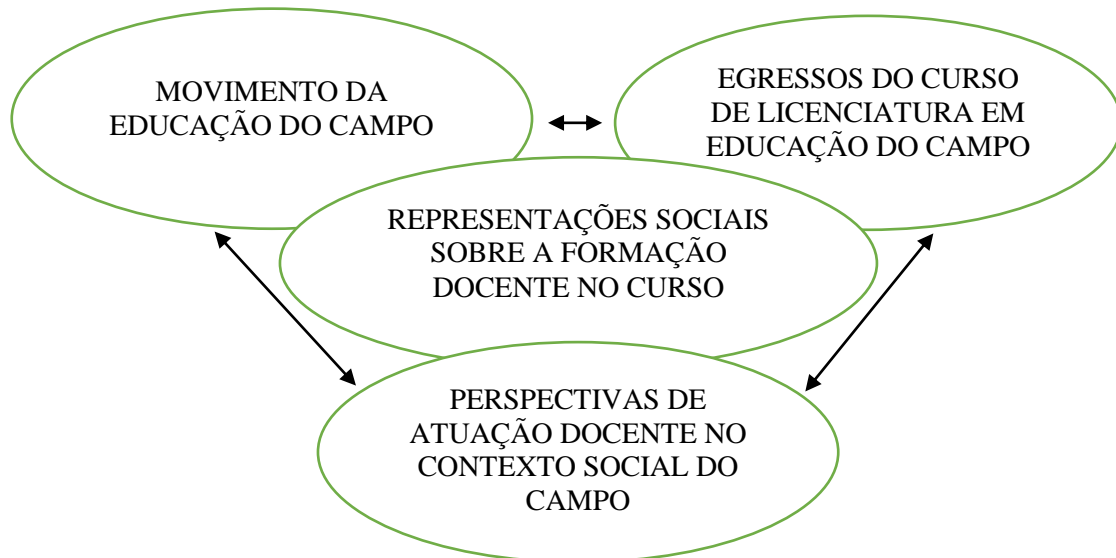 MOVIMENTO DA
EDUCAÇÃO DO CAMPO
EGRESSOS DO CURSO
DE LICENCIATURA EM
EDUCAÇÃO DO CAMPO
REPRESENTAÇÕES SOCIAIS
SOBRE A FORMAÇÃO
DOCENTE NO CURSO
PERSPECTIVAS DE
ATUAÇÃO DOCENTE NO
CONTEXTO SOCIAL DO
CAMPO